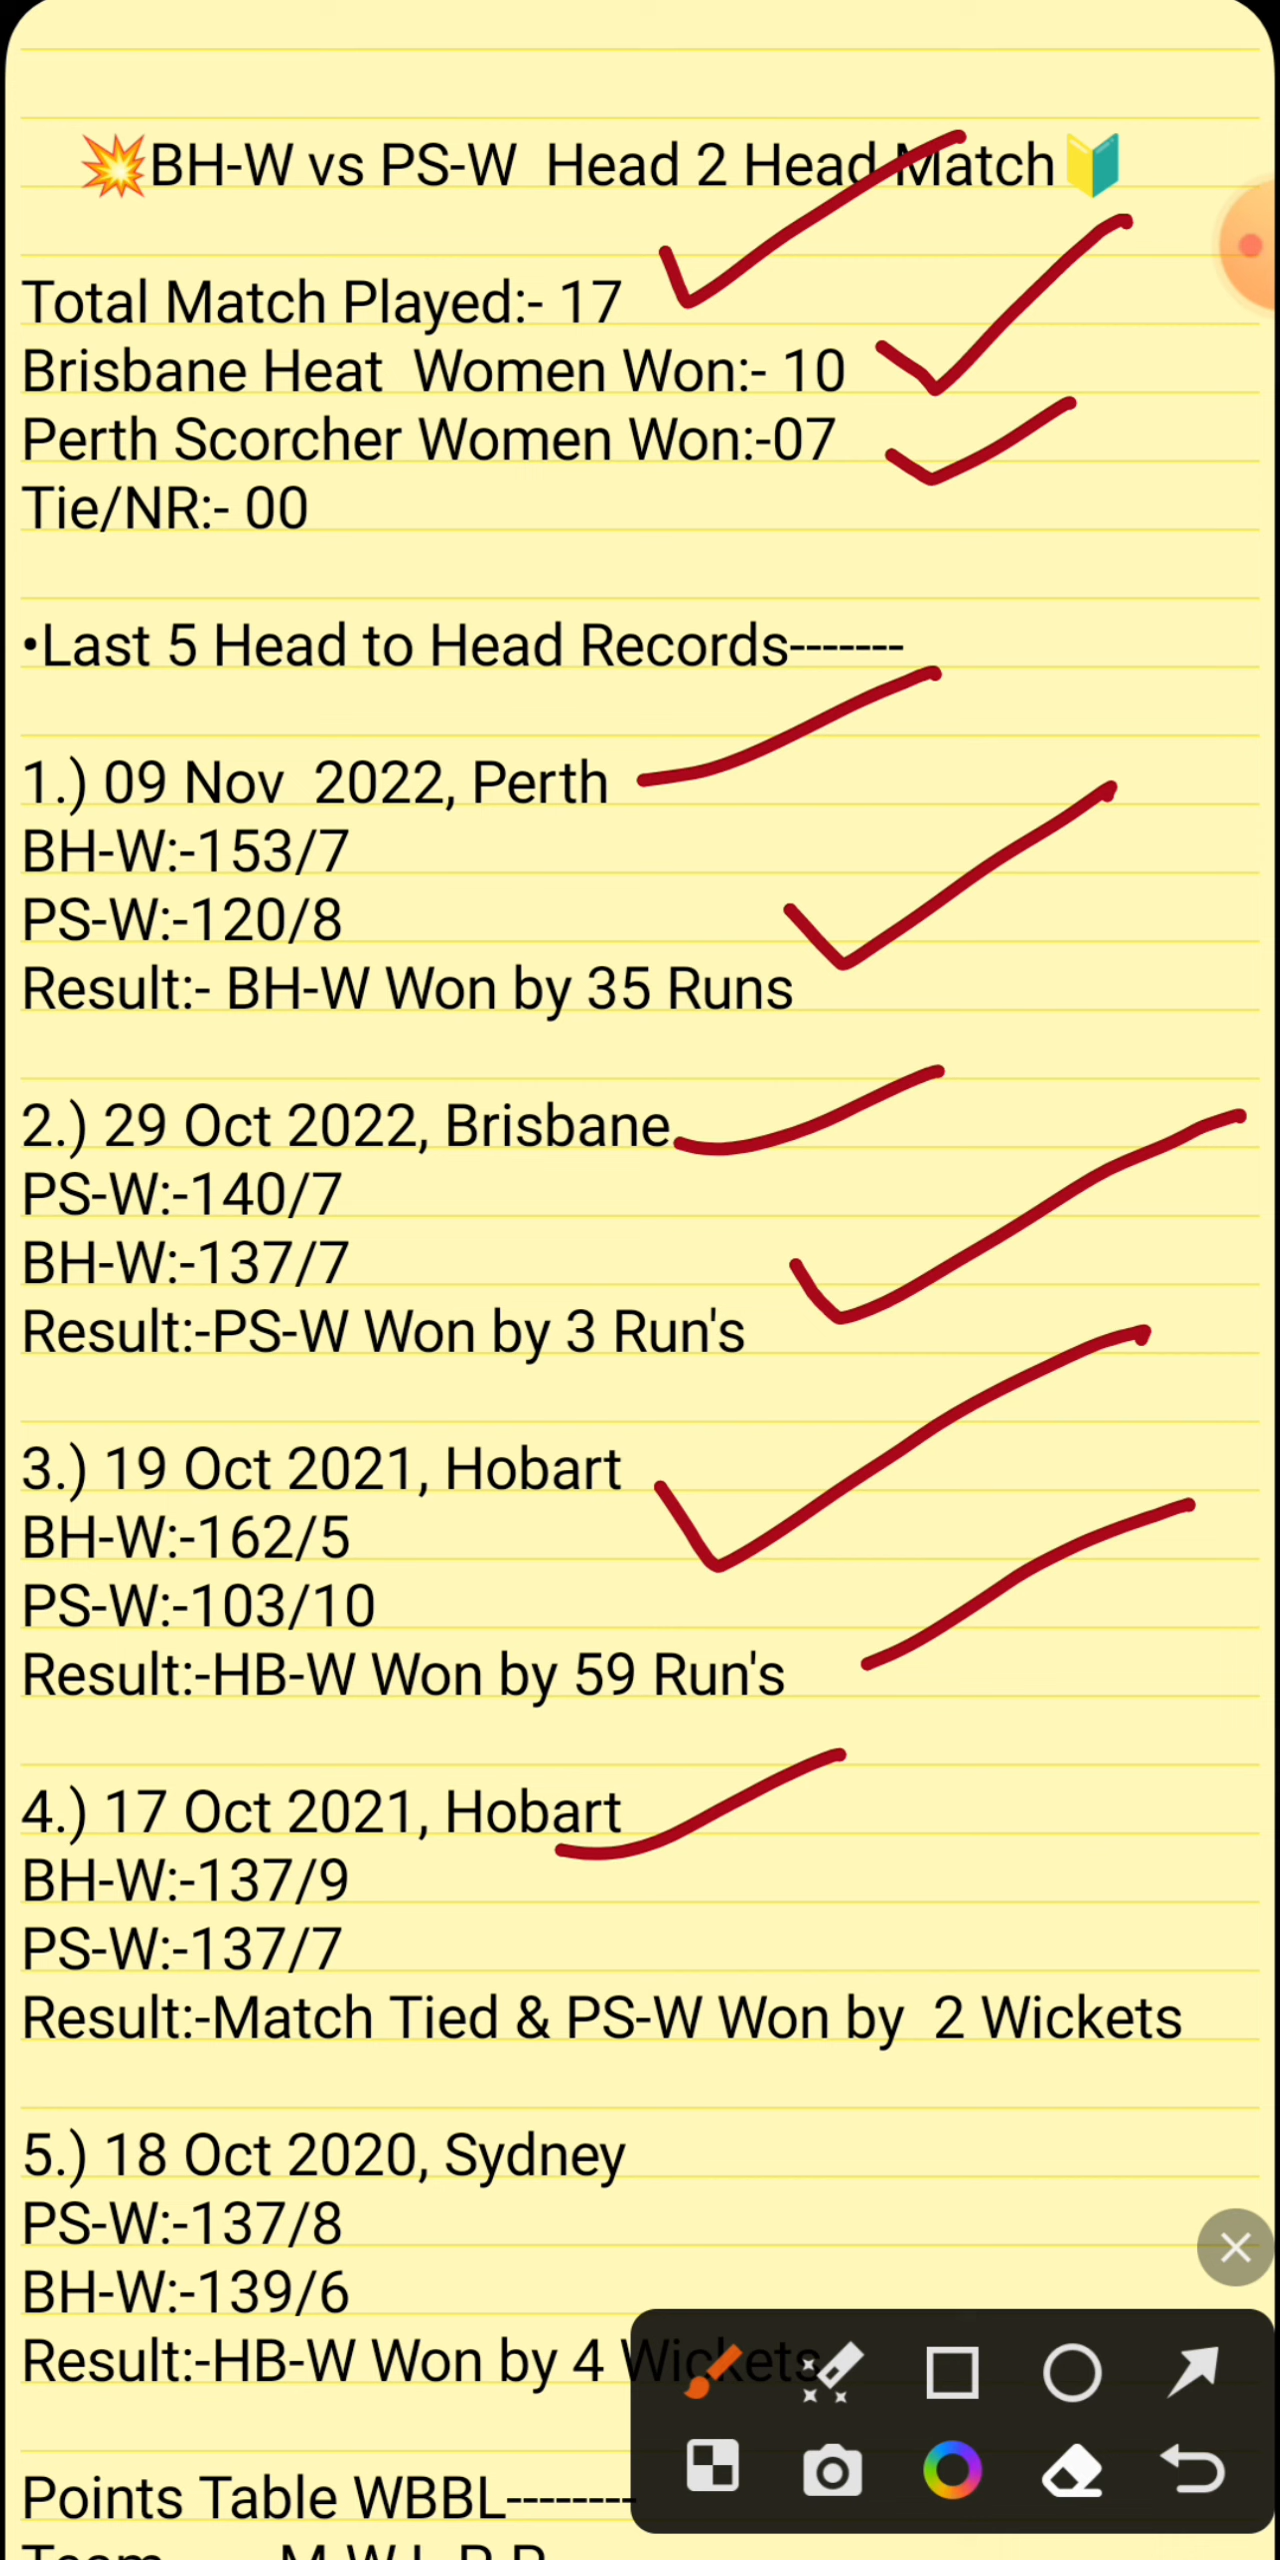 💥BH-W vs PS-W Head 2 Head Match🔰
Total Match Played:- 17
Brisbane Heat Women Won:- 10
Perth Scorcher Women Won:-07
Tie/NR:- 00
•Last 5 Head to Head Records-------
1.) 09 Nov 2022, Perth
BH-W:-153/7
PS-W:-120/8
Result:- BH-W Won by 35 Runs
2.) 29 Oct 2022, Brisbane
PS-W:-140/7
BH-W:-137/7
Result:-PS-W Won by 3 Run's
3.) 19 Oct 2021, Hobart
BH-W:-162/5
PS-W:-103/10
Result:-HB-W Won by 59 Run's
4.) 17 Oct 2021, Hobart
BH-W:-137/9
PS-W:-137/7
Result:-Match Tied & PS-W Won by 2 Wickets
5.) 18 Oct 2020, Sydney
PS-W:-137/8
BH-W:-139/6
Result:-HB-W Won by 4 Wickets
Points Table WBBL--------